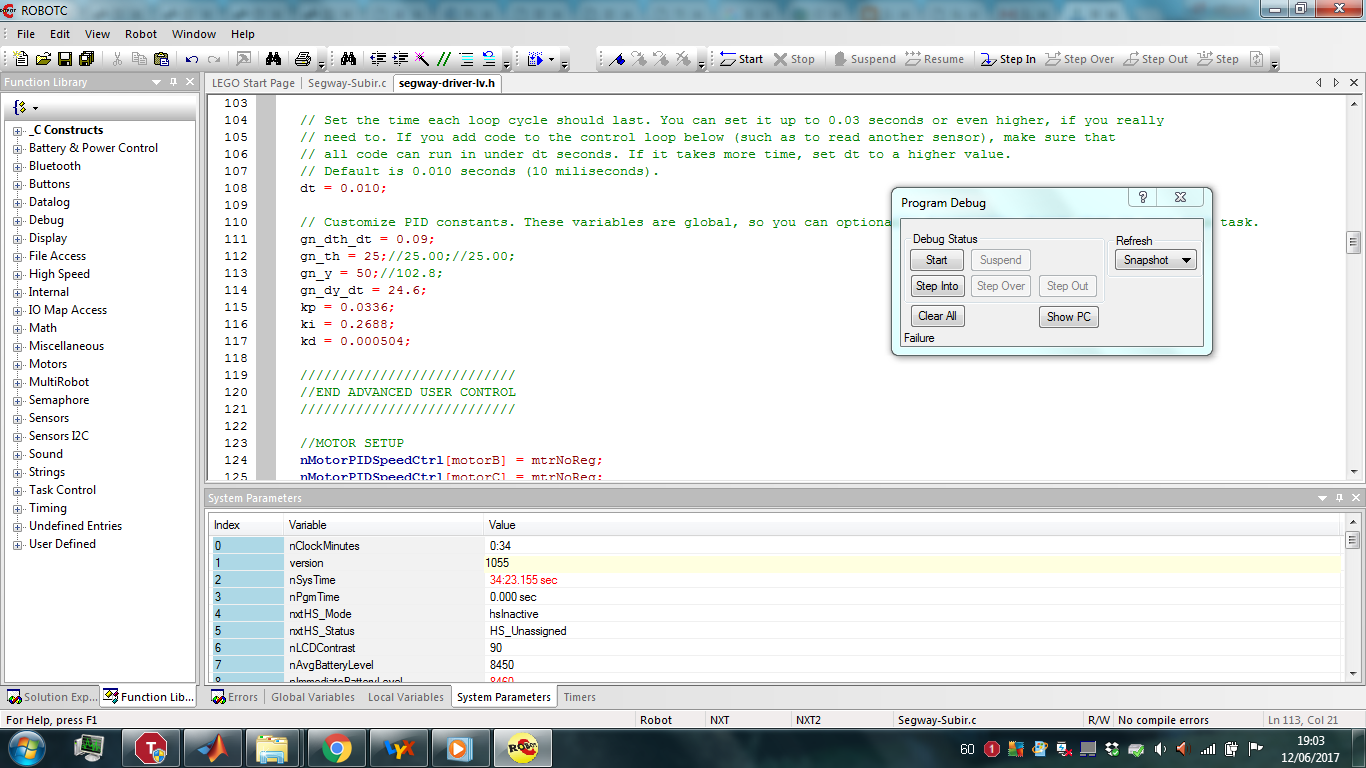 ROBOTC
File Edit View Robot Window Help
Start Stop Suspend Resume Step In Step Over Step Out Step
Function Library
LEGO Start Page Segway-Subir.c segway-driver-lv.h
_C Constructs
Battery & Power Control
Bluetooth
Buttons
Datalog
Debug
Display
File Access
High Speed
Internal
IO Map Access
Math
Miscellaneous
Motors
MultiRobot
Semaphore
Sensors
Sensors I2C
Sound
Strings
Task Control
Timing
Undefined Entries
User Defined
103
104 // Set the time each loop cycle should last. You can set it up to 0.03 seconds or even higher, if you really
105 // need to. If you add code to the control loop below (such as to read another sensor), make sure that
106 // all code can run in under dt seconds. If it takes more time, set dt to a higher value.
107 // Default is 0.010 seconds (10 miliseconds).
108 dt = 0.010;
109
110 // Customize PID constants. These variables are global, so you can optiona task.
111 gn_dth_dt = 0.09;
112 gn_th = 25;//25.00;//25.00;
113 gn_y = 50;//102.8;
114 gn_dy_dt = 24.6;
115 kp = 0.0336;
116 ki = 0.2688;
117 kd = 0.000504;
118
119 ///////////////////////////
120 //END ADVANCED USER CONTROL
121 ///////////////////////////
122
123 //MOTOR SETUP
124 nMotorPIDSpeedCtrl[motorB] = mtrNoReg;
125 nMotorPIDSpeedCtrl[motorC] = mtrNoReg;
Program Debug
?
Debug Status
Refresh
Start Suspend
Snapshot
Step Into Step Over Step Out
Clear All Show PC
Failure
System Parameters
Index Variable Value
0 nClockMinutes 0:34
1 version 1055
2 nSysTime 34:23.155 sec
3 nPgmTime 0.000 sec
4 nxtHS_Mode hsInactive
5 nxtHS_Status HS_Unassigned
6 nLCDContrast 90
7 nAvgBatteryLevel 8450
8 nImmediateBatteryLevel 8460
Solution Exp... Function Lib...
Errors Global Variables Local Variables System Parameters Timers
For Help, press F1 Robot NXT NXT2 Segway-Subir.c R/W No compile errors Ln 113, Col 21
60
19:03
12/06/2017